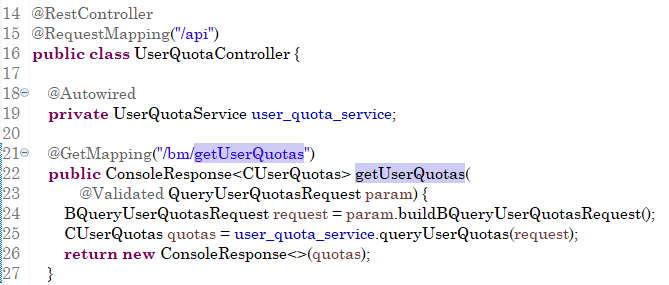 14 @RestController
15 @RequestMapping("/api")
16 public class UserQuotaController {
17
18 @Autowired
19 private UserQuotaService user_quota_service;
20
21 @GetMapping("/bm/getUserQuotas")
22 public ConsoleResponse<CUserQuotas> getUserQuotas(
23 @Validated QueryUserQuotasRequest param) {
24 BQueryUserQuotasRequest request = param.buildBQueryUserQuotasRequest();
25 CUserQuotas quotas = user_quota_service.queryUserQuotas(request);
26 return new ConsoleResponse<>(quotas);
27 }